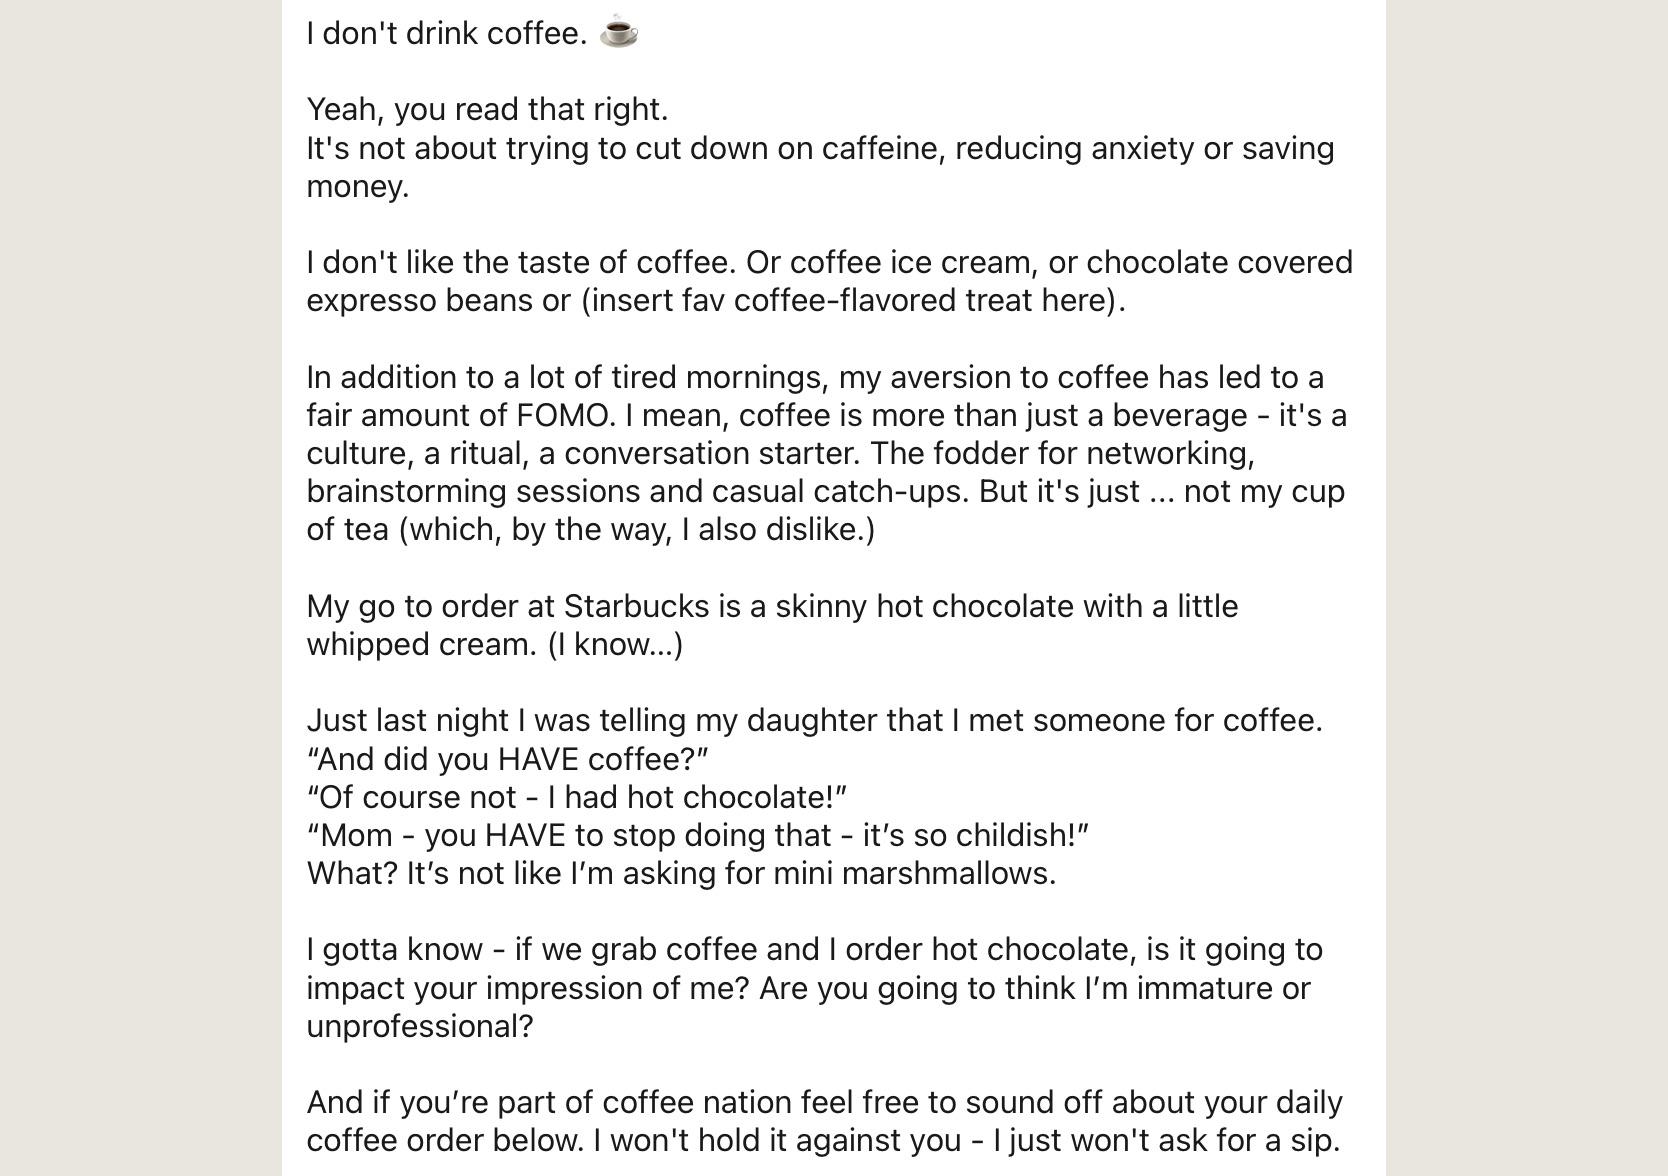 I don't drink coffee. ☕
Yeah, you read that right.
It's not about trying to cut down on caffeine, reducing anxiety or saving
money.
I don't like the taste of coffee. Or coffee ice cream, or chocolate covered
expresso beans or (insert fav coffee-flavored treat here).
In addition to a lot of tired mornings, my aversion to coffee has led to a
fair amount of FOMO. I mean, coffee is more than just a beverage - it's a
culture, a ritual, a conversation starter. The fodder for networking,
brainstorming sessions and casual catch-ups. But it's just ... not my cup
of tea (which, by the way, I also dislike.)
My go to order at Starbucks is a skinny hot chocolate with a little
whipped cream. (I know...)
Just last night I was telling my daughter that I met someone for coffee.
“And did you HAVE coffee?”
“Of course not - I had hot chocolate!”
“Mom - you HAVE to stop doing that - it’s so childish!”
What? It’s not like I’m asking for mini marshmallows.
I gotta know - if we grab coffee and I order hot chocolate, is it going to
impact your impression of me? Are you going to think I’m immature or
unprofessional?
And if you’re part of coffee nation feel free to sound off about your daily
coffee order below. I won't hold it against you - I just won't ask for a sip.